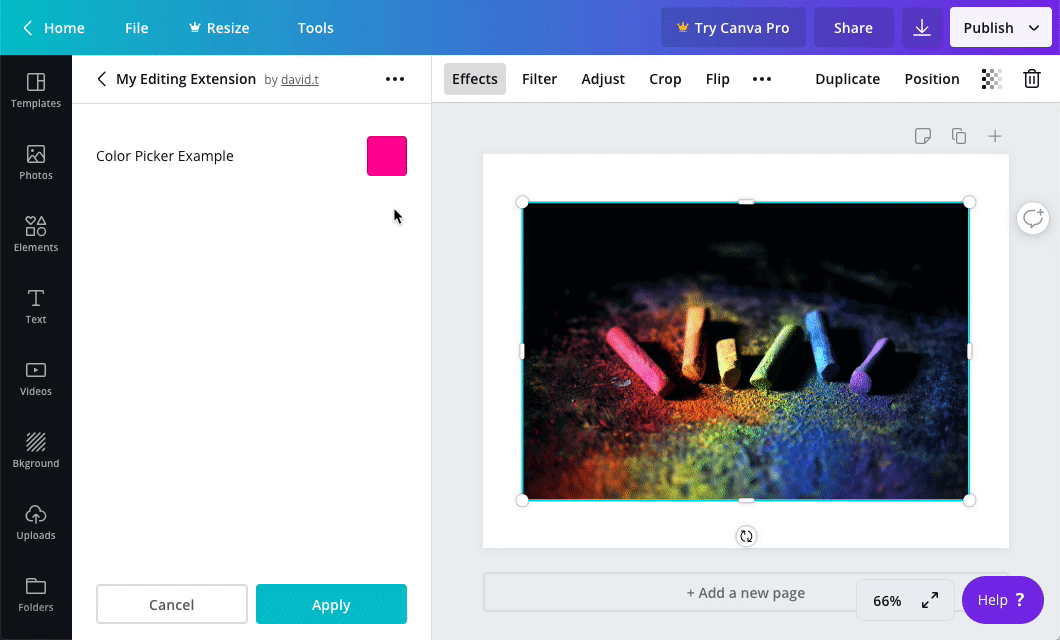 Home File Resize Tools Try Canva Pro Share Publish
My Editing Extension by david.t
Effects Filter Adjust Crop Flip Duplicate Position
Templates
Photos
Elements
Text
Videos
Bkground
Uploads
Folders
Color Picker Example
Cancel Apply
+ Add a new page
66%
Help ?